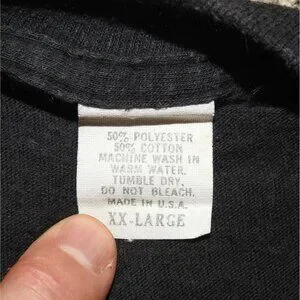 50% POLYESTER
50% COTTON
MACHINE WASH IN
WARM WATER.
TUMBLE DRY.
DO NOT BLEACH.
MADE IN U.S.A.
XX-LARGE